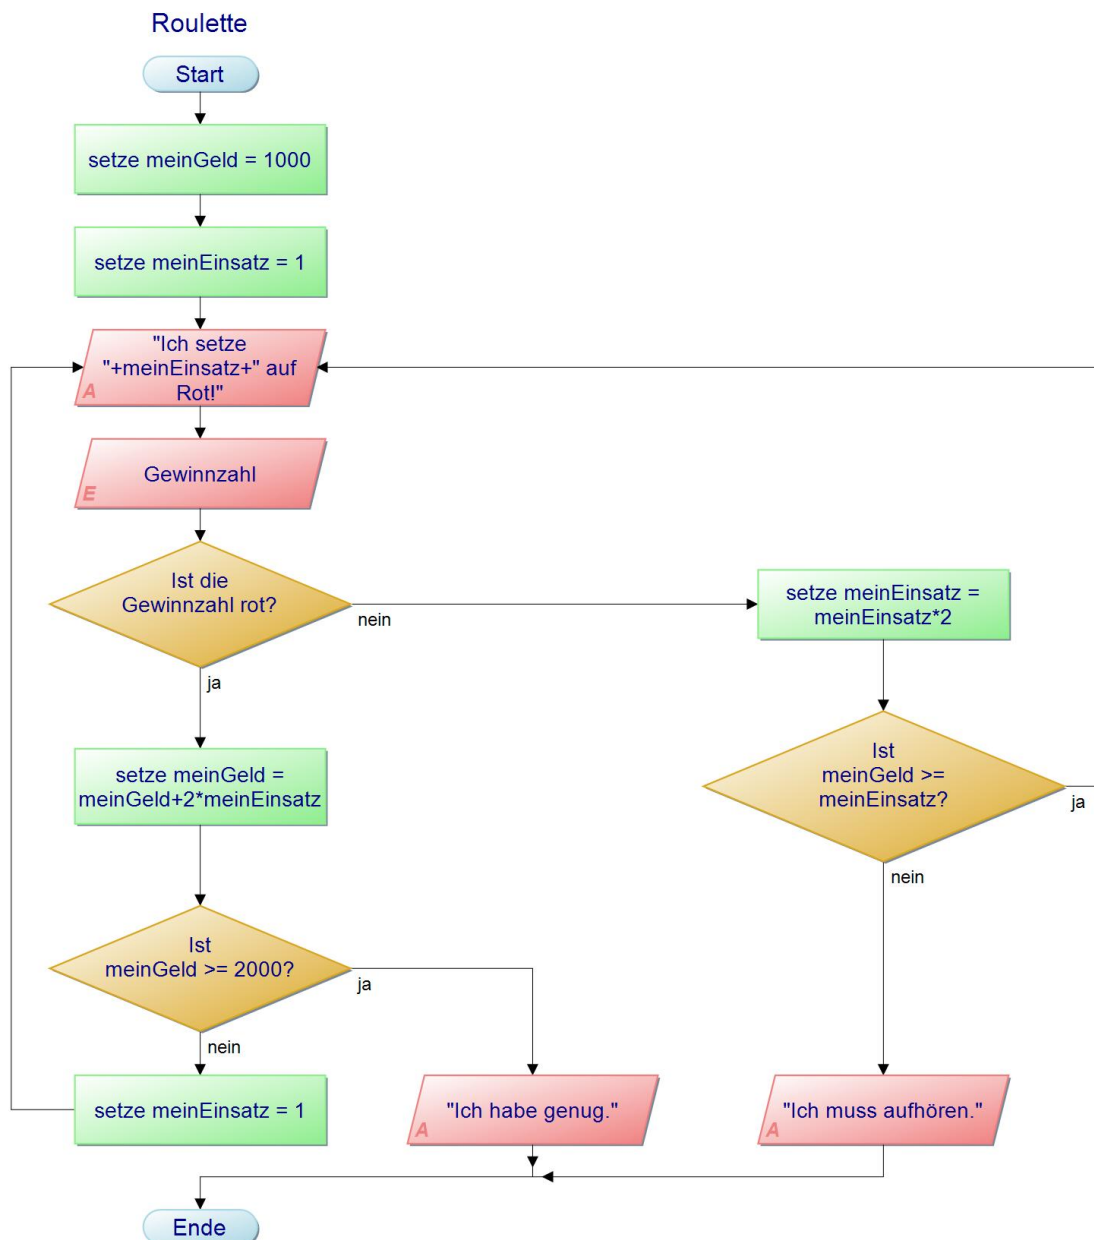 Roulette
Start
setze meinGeld = 1000
setze meinEinsatz = 1
"Ich setze
"+meinEinsatz+" auf
Rot!"
A
Gewinnzahl
E
Ist die
Gewinnzahl rot?
nein
ja
setze meinEinsatz =
meinEinsatz*2
setze meinGeld =
meinGeld+2*meinEinsatz
Ist
meinGeld >=
meinEinsatz?
ja
nein
Ist
meinGeld >= 2000?
ja
nein
setze meinEinsatz = 1
"Ich habe genug."
A
"Ich muss aufhören."
A
Ende